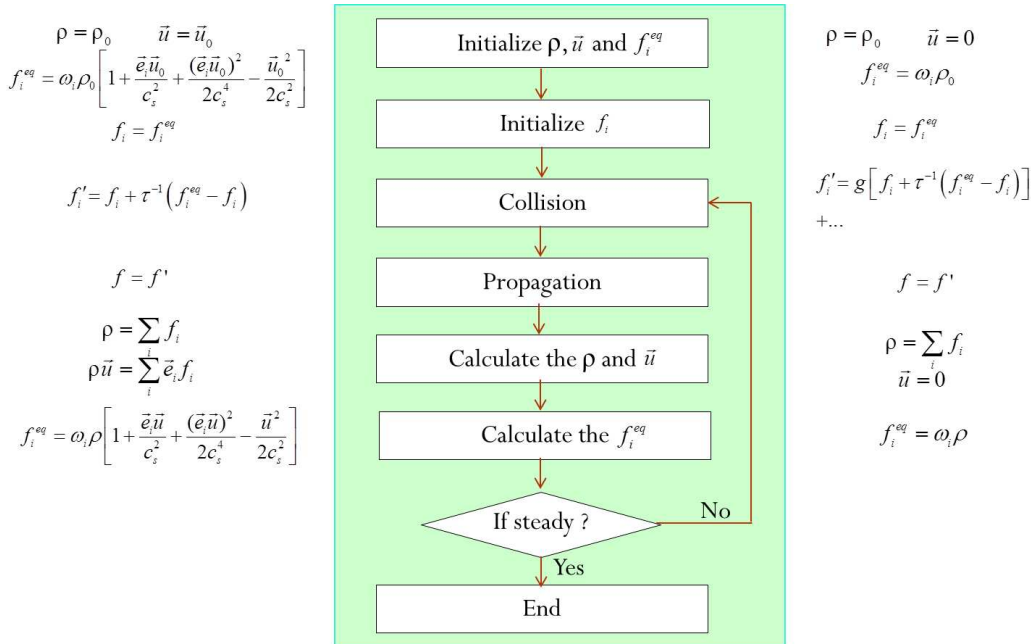 ρ = ρ₀   u⃗ = u⃗₀
f_i^{eq} = ω_i ρ₀ [1 + e⃗_i u⃗₀ / c_s² + (e⃗_i u⃗₀)² / 2c_s⁴ − u⃗₀² / 2c_s²]
f_i = f_i^{eq}
f_i′ = f_i + τ⁻¹(f_i^{eq} − f_i)
f = f '
ρ = ∑_i f_i
ρu⃗ = ∑_i e⃗_i f_i
f_i^{eq} = ω_i ρ [1 + e⃗_i u⃗ / c_s² + (e⃗_i u⃗)² / 2c_s⁴ − u⃗² / 2c_s²]
Initialize ρ, u⃗ and f_i^{eq}
Initialize f_i
Collision
Propagation
Calculate the ρ and u⃗
Calculate the f_i^{eq}
If steady ?
No
Yes
End
ρ = ρ₀   u⃗ = 0
f_i^{eq} = ω_i ρ₀
f_i = f_i^{eq}
f_i′ = g[f_i + τ⁻¹(f_i^{eq} − f_i)]
+...
f = f '
ρ = ∑_i f_i
u⃗ = 0
f_i^{eq} = ω_i ρ